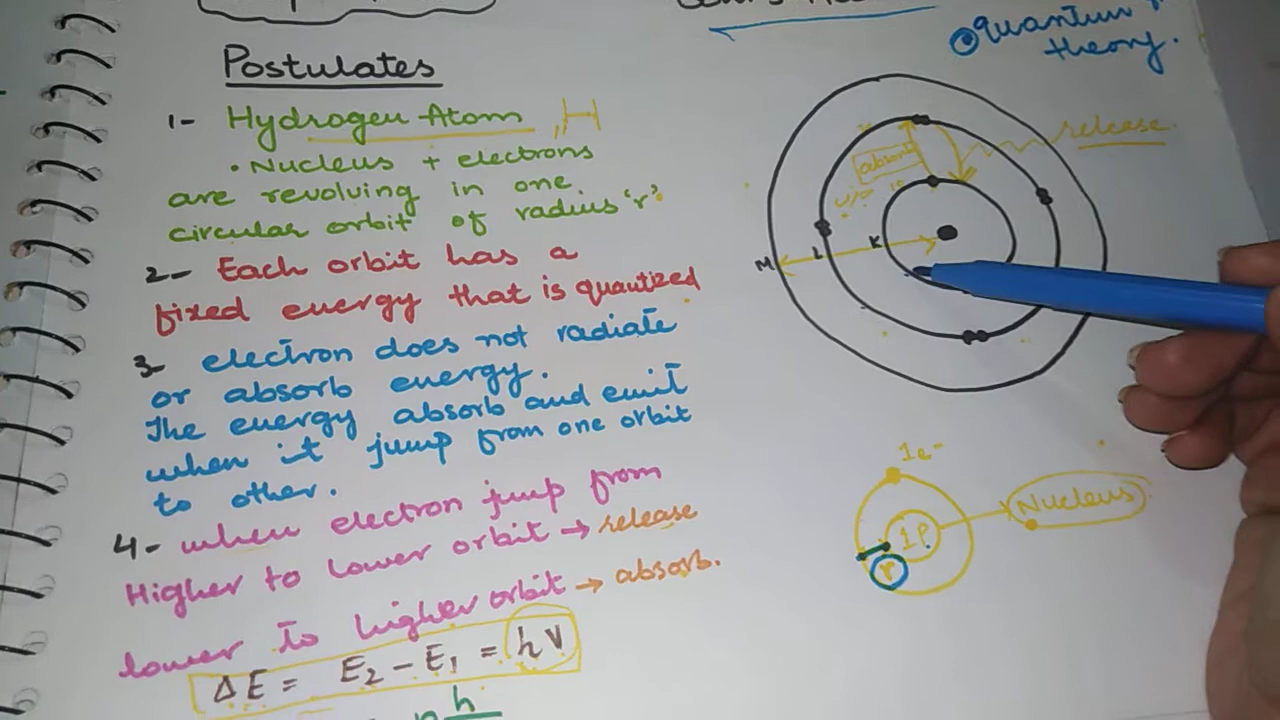 Postulates
1- Hydrogen Atom , H
• Nucleus + electrons
are revolving in one
circular orbit of radius 'r'
2- Each orbit has a
fixed energy that is quantized
3- electron does not radiate
or absorb energy.
The energy absorb and emit
when it jump from one orbit
to other.
4- when electron jump from
Higher to lower orbit → release
lower to higher orbit → absorb.
ΔE = E₂ - E₁ = hν
n h
quantum
theory.
release
absorb
جذب
K
L
M
1e⁻
Nucleus
1P
r